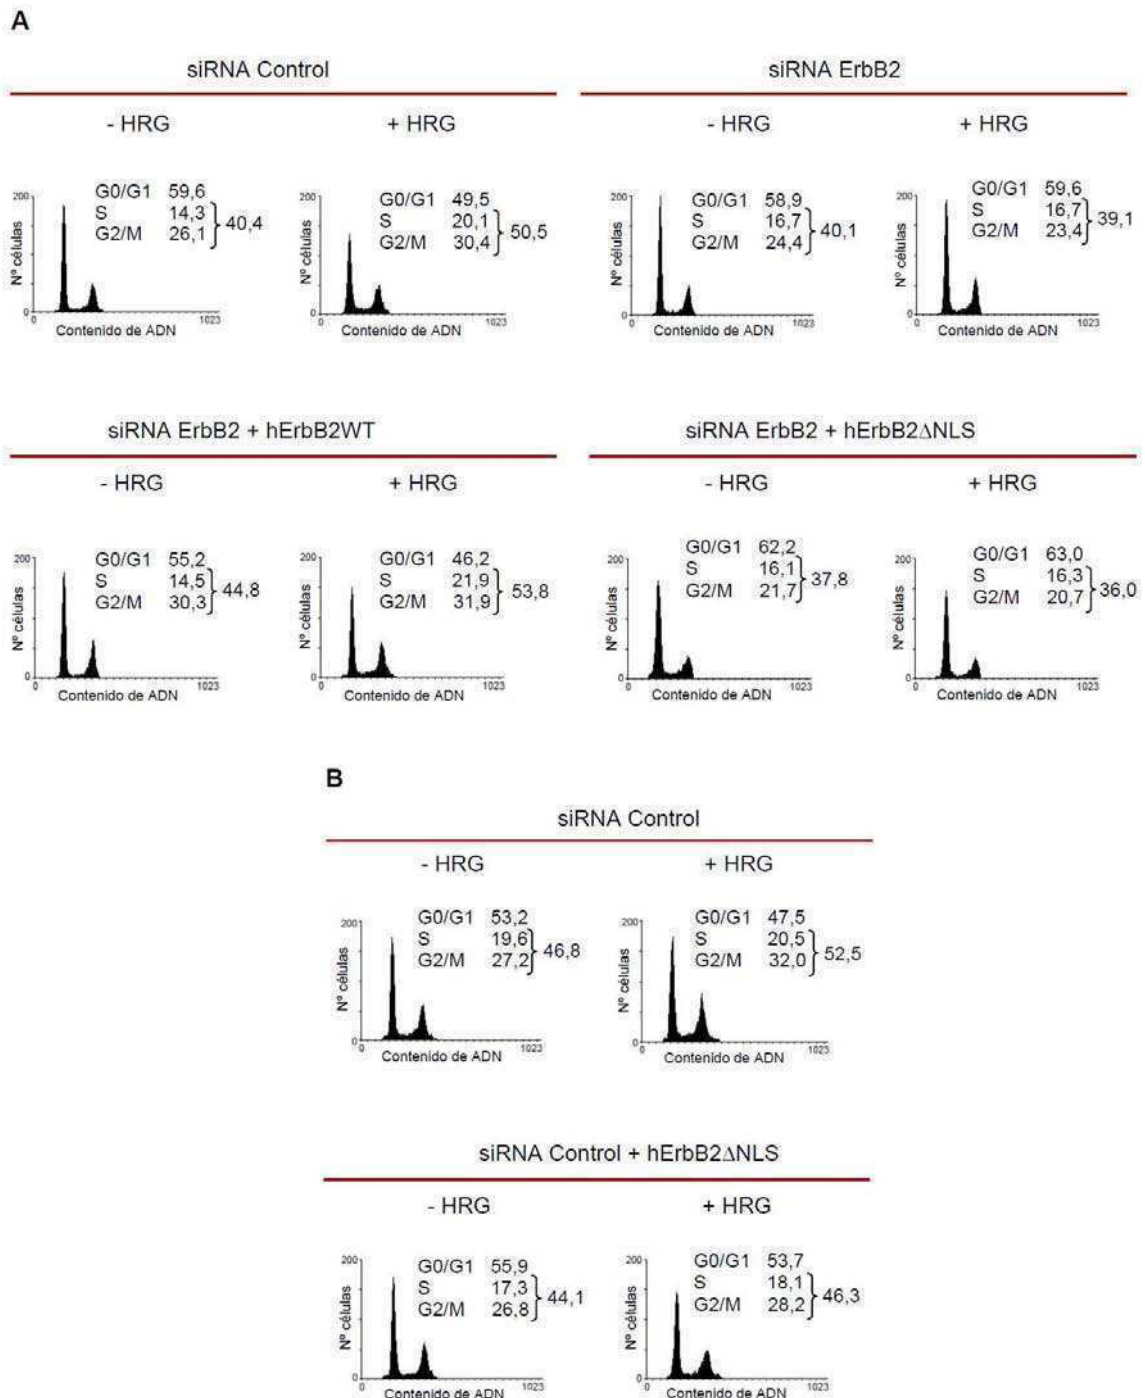 A
siRNA Control
siRNA ErbB2
- HRG
+ HRG
- HRG
+ HRG
200
Nº células
0
G0/G1 59,6
S 14,3
G2/M 26,1
40,4
0
1023
Contenido de ADN
200
Nº células
0
G0/G1 49,5
S 20,1
G2/M 30,4
50,5
0
1023
Contenido de ADN
200
Nº células
0
G0/G1 58,9
S 16,7
G2/M 24,4
40,1
0
1023
Contenido de ADN
200
Nº células
0
G0/G1 59,6
S 16,7
G2/M 23,4
39,1
0
1023
Contenido de ADN
siRNA ErbB2 + hErbB2WT
siRNA ErbB2 + hErbB2ΔNLS
- HRG
+ HRG
- HRG
+ HRG
200
Nº células
0
G0/G1 55,2
S 14,5
G2/M 30,3
44,8
0
1023
Contenido de ADN
200
Nº células
0
G0/G1 46,2
S 21,9
G2/M 31,9
53,8
0
1023
Contenido de ADN
200
Nº células
0
G0/G1 62,2
S 16,1
G2/M 21,7
37,8
0
1023
Contenido de ADN
200
Nº células
0
G0/G1 63,0
S 16,3
G2/M 20,7
36,0
0
1023
Contenido de ADN
B
siRNA Control
- HRG
+ HRG
200
Nº células
0
G0/G1 53,2
S 19,6
G2/M 27,2
46,8
0
1023
Contenido de ADN
200
Nº células
0
G0/G1 47,5
S 20,5
G2/M 32,0
52,5
0
1023
Contenido de ADN
siRNA Control + hErbB2ΔNLS
- HRG
+ HRG
200
Nº células
0
G0/G1 55,9
S 17,3
G2/M 26,8
44,1
0
1023
Contenido de ADN
200
Nº células
0
G0/G1 53,7
S 18,1
G2/M 28,2
46,3
0
1023
Contenido de ADN